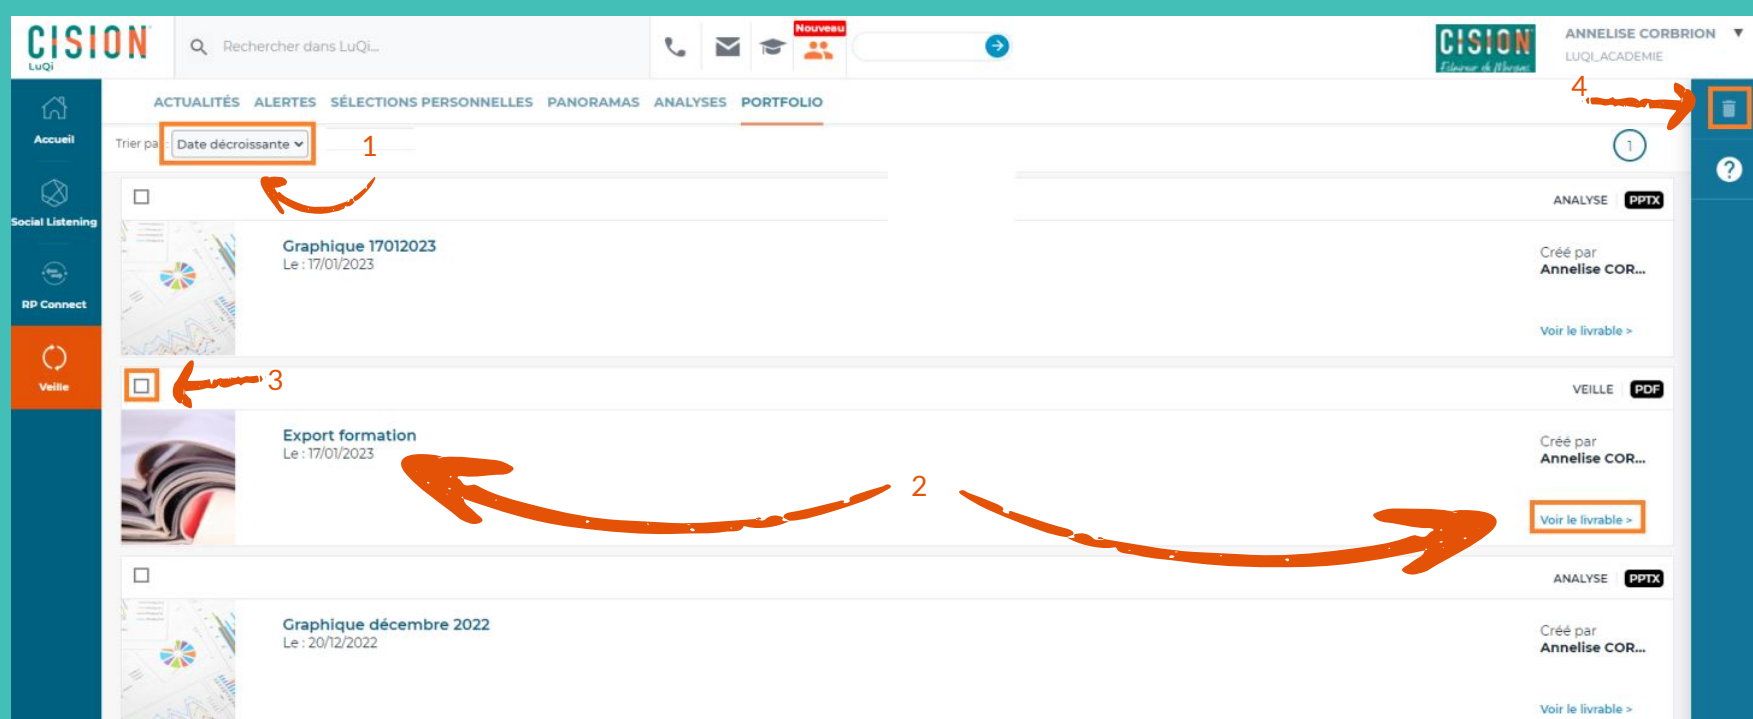 CISION
LuQi
Rechercher dans LuQi...
Nouveau
CISION
ANNELISE CORBRION
LUQI_ACADEMIE
4
Accueil
ACTUALITÉS ALERTES SÉLECTIONS PERSONNELLES PANORAMAS ANALYSES PORTFOLIO
Trier pa : Date décroissante
1
1
?
Social Listening
ANALYSE PPTX
Graphique 17012023
Le : 17/01/2023
Créé par
Annelise COR...
RP Connect
Voir le livrable >
Veille
3
VEILLE PDF
Export formation
Le : 17/01/2023
Créé par
Annelise COR...
2
Voir le livrable >
ANALYSE PPTX
Graphique décembre 2022
Le : 20/12/2022
Créé par
Annelise COR...
Voir le livrable >